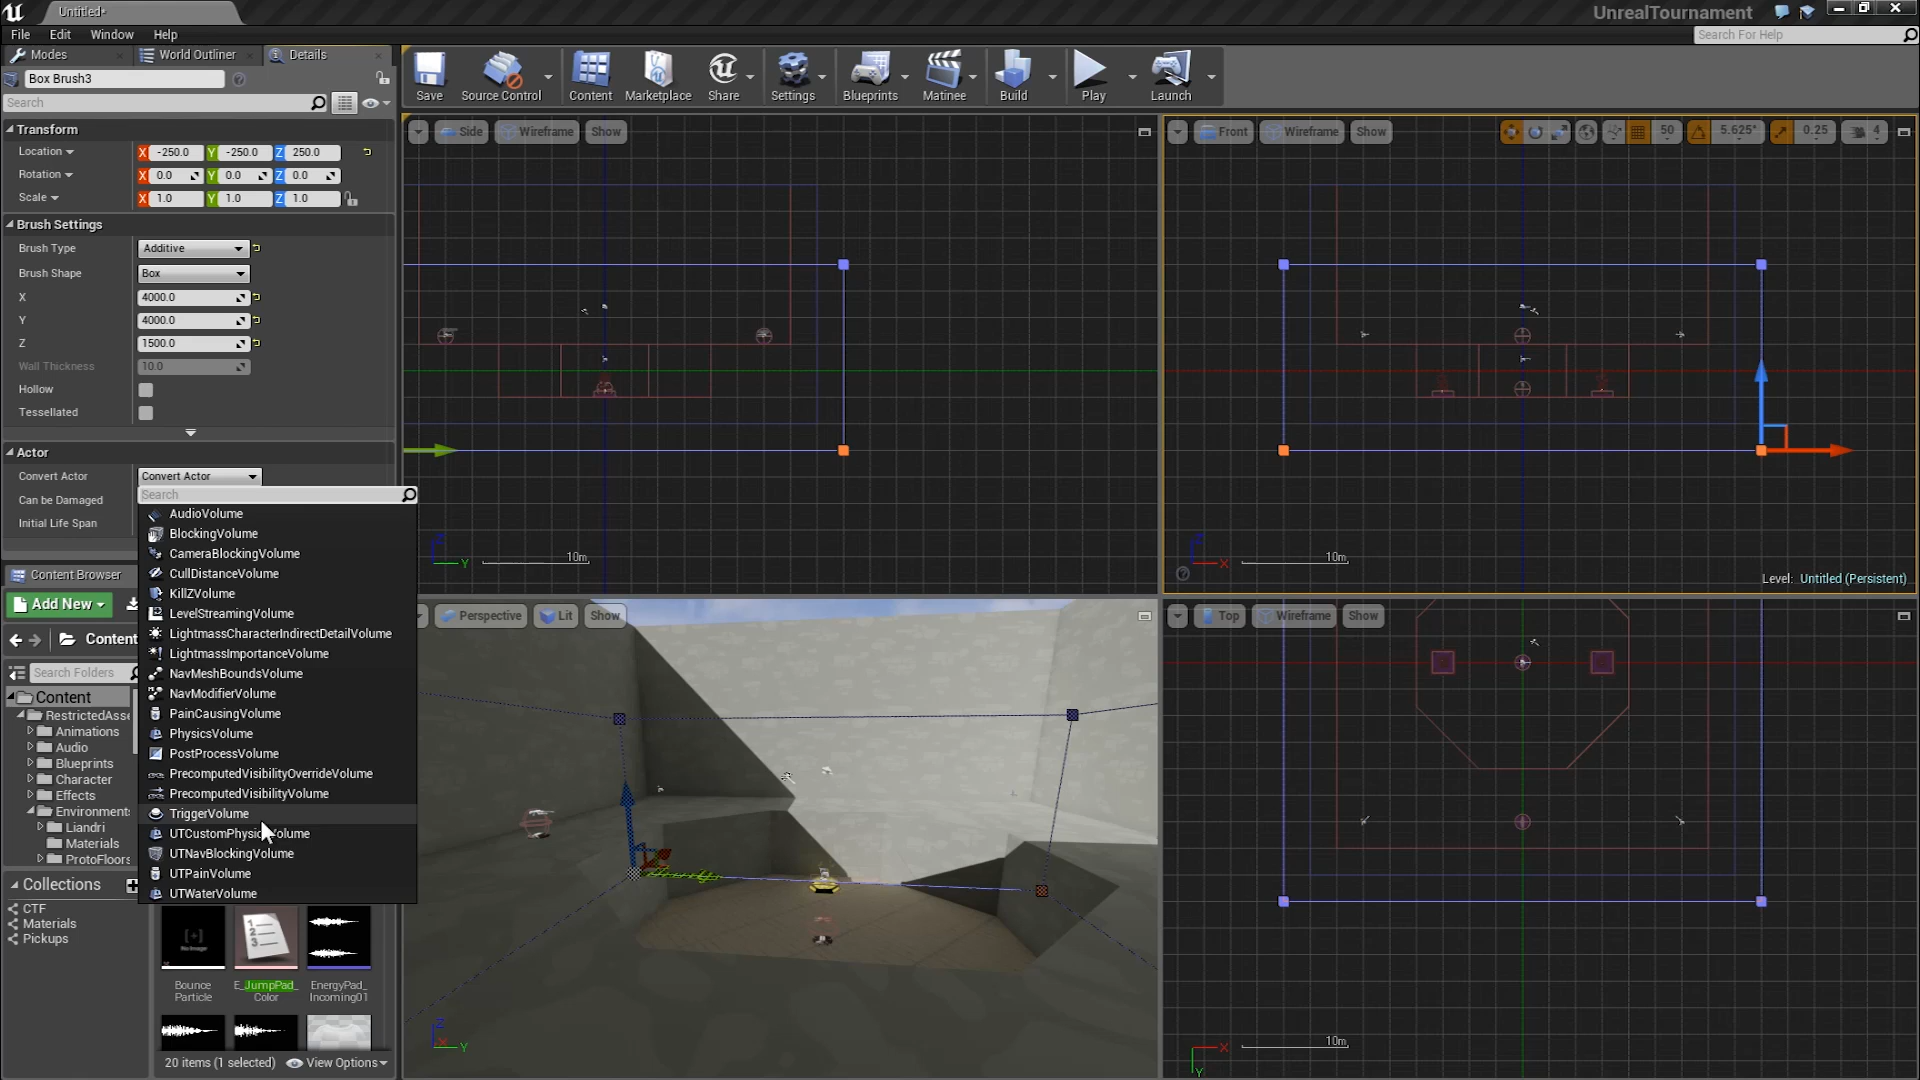 Untitled*
UnrealTournament
File Edit Window Help
Search For Help
Modes World Outliner Details
Box Brush3
Search
Transform
Location X -250.0 Y -250.0 Z 250.0
Rotation X 0.0 Y 0.0 Z 0.0
Scale X 1.0 Y 1.0 Z 1.0
Brush Settings
Brush Type Additive
Brush Shape Box
X 4000.0
Y 4000.0
Z 1500.0
Wall Thickness 10.0
Hollow
Tessellated
Actor
Convert Actor Convert Actor
Can be Damaged
Initial Life Span
Search
AudioVolume
BlockingVolume
CameraBlockingVolume
CullDistanceVolume
KillZVolume
LevelStreamingVolume
LightmassCharacterIndirectDetailVolume
LightmassImportanceVolume
NavMeshBoundsVolume
NavModifierVolume
PainCausingVolume
PhysicsVolume
PostProcessVolume
PrecomputedVisibilityOverrideVolume
PrecomputedVisibilityVolume
TriggerVolume
UTCustomPhysic Volume
UTNavBlockingVolume
UTPainVolume
UTWaterVolume
Content Browser
Add New
Content
Search Folders
Content
RestrictedAsse
Animations
Audio
Blueprints
Character
Effects
Environment
Liandri
Materials
ProtoFloors
Collections
CTF
Materials
Pickups
Bounce
Particle
E_JumpPad_
Color
EnergyPad_
Incoming01
20 items (1 selected) View Options
Save Source Control Content Marketplace Share Settings Blueprints Matinee Build Play Launch
Side Wireframe Show
Z
Y
10m
Front Wireframe Show 50 5.625° 0.25 4
Z
X
10m
Level: Untitled (Persistent)
Perspective Lit Show
Z
X
Y
Top Wireframe Show
X
Y
10m